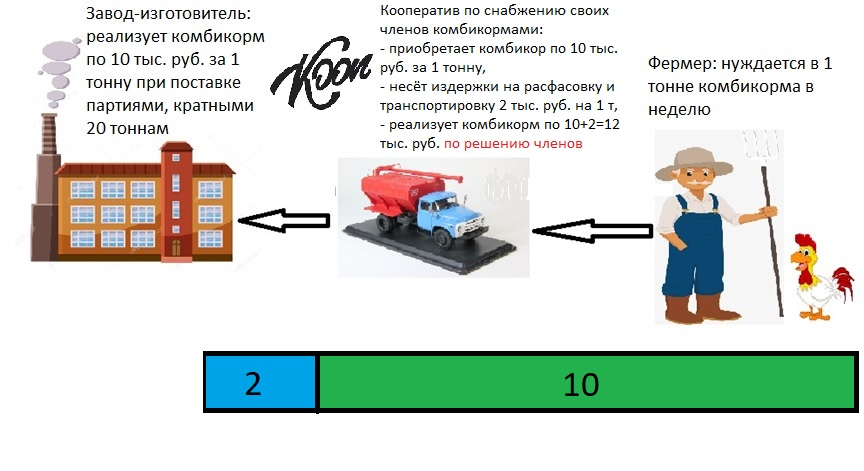 Завод-изготовитель:
реализует комбикорм
по 10 тыс. руб. за 1
тонну при поставке
партиями, кратными
20 тоннам
Кооп
Кооператив по снабжению своих
членов комбикормами:
- приобретает комбикор по 10 тыс.
руб. за 1 тонну,
- несёт издержки на расфасовку и
транспортировку 2 тыс. руб. на 1 т,
- реализует комбикорм по 10+2=12
тыс. руб. по решению членов
Фермер: нуждается в 1
тонне комбикорма в
неделю
2
10